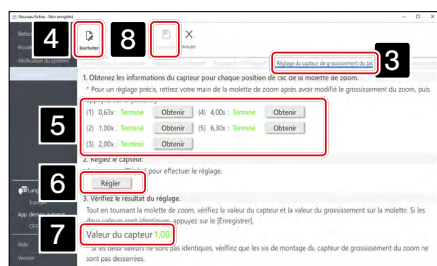 Nouveau fichier - Non enregistré
4
8
3
Bearbeiten
Annuler
Vérification du système
Réglage du capteur de grossissement du zoo
1. Obtenez les informations du capteur pour chaque position de clic de la molette de zoom.
* Pour un réglage précis, retirez votre main de la molette de zoom après avoir modifié le grossissement du zoom, puis
5
(1) 0,63x : Terminé Obtenir (4) 4,00x : Terminé Obtenir
(2) 1,00x : Terminé Obtenir (5) 6,30x : Terminé Obtenir
(3) 2,00x : Terminé Obtenir
2. Réglez le capteur.
pour effectuer le réglage.
6
Régler
3. Vérifiez le résultat du réglage.
Tout en tournant la molette de zoom, vérifiez la valeur du capteur et la valeur du grossissement sur la molette. Si les
deux valeurs sont identiques, appuyez sur le [Enregistrer].
7
Valeur du capteur 1,00
* Si les deux valeurs ne sont pas identiques, vérifiez que les vis de montage du capteur de grossissement du zoom ne
sont pas desserrées.
Aide
Version